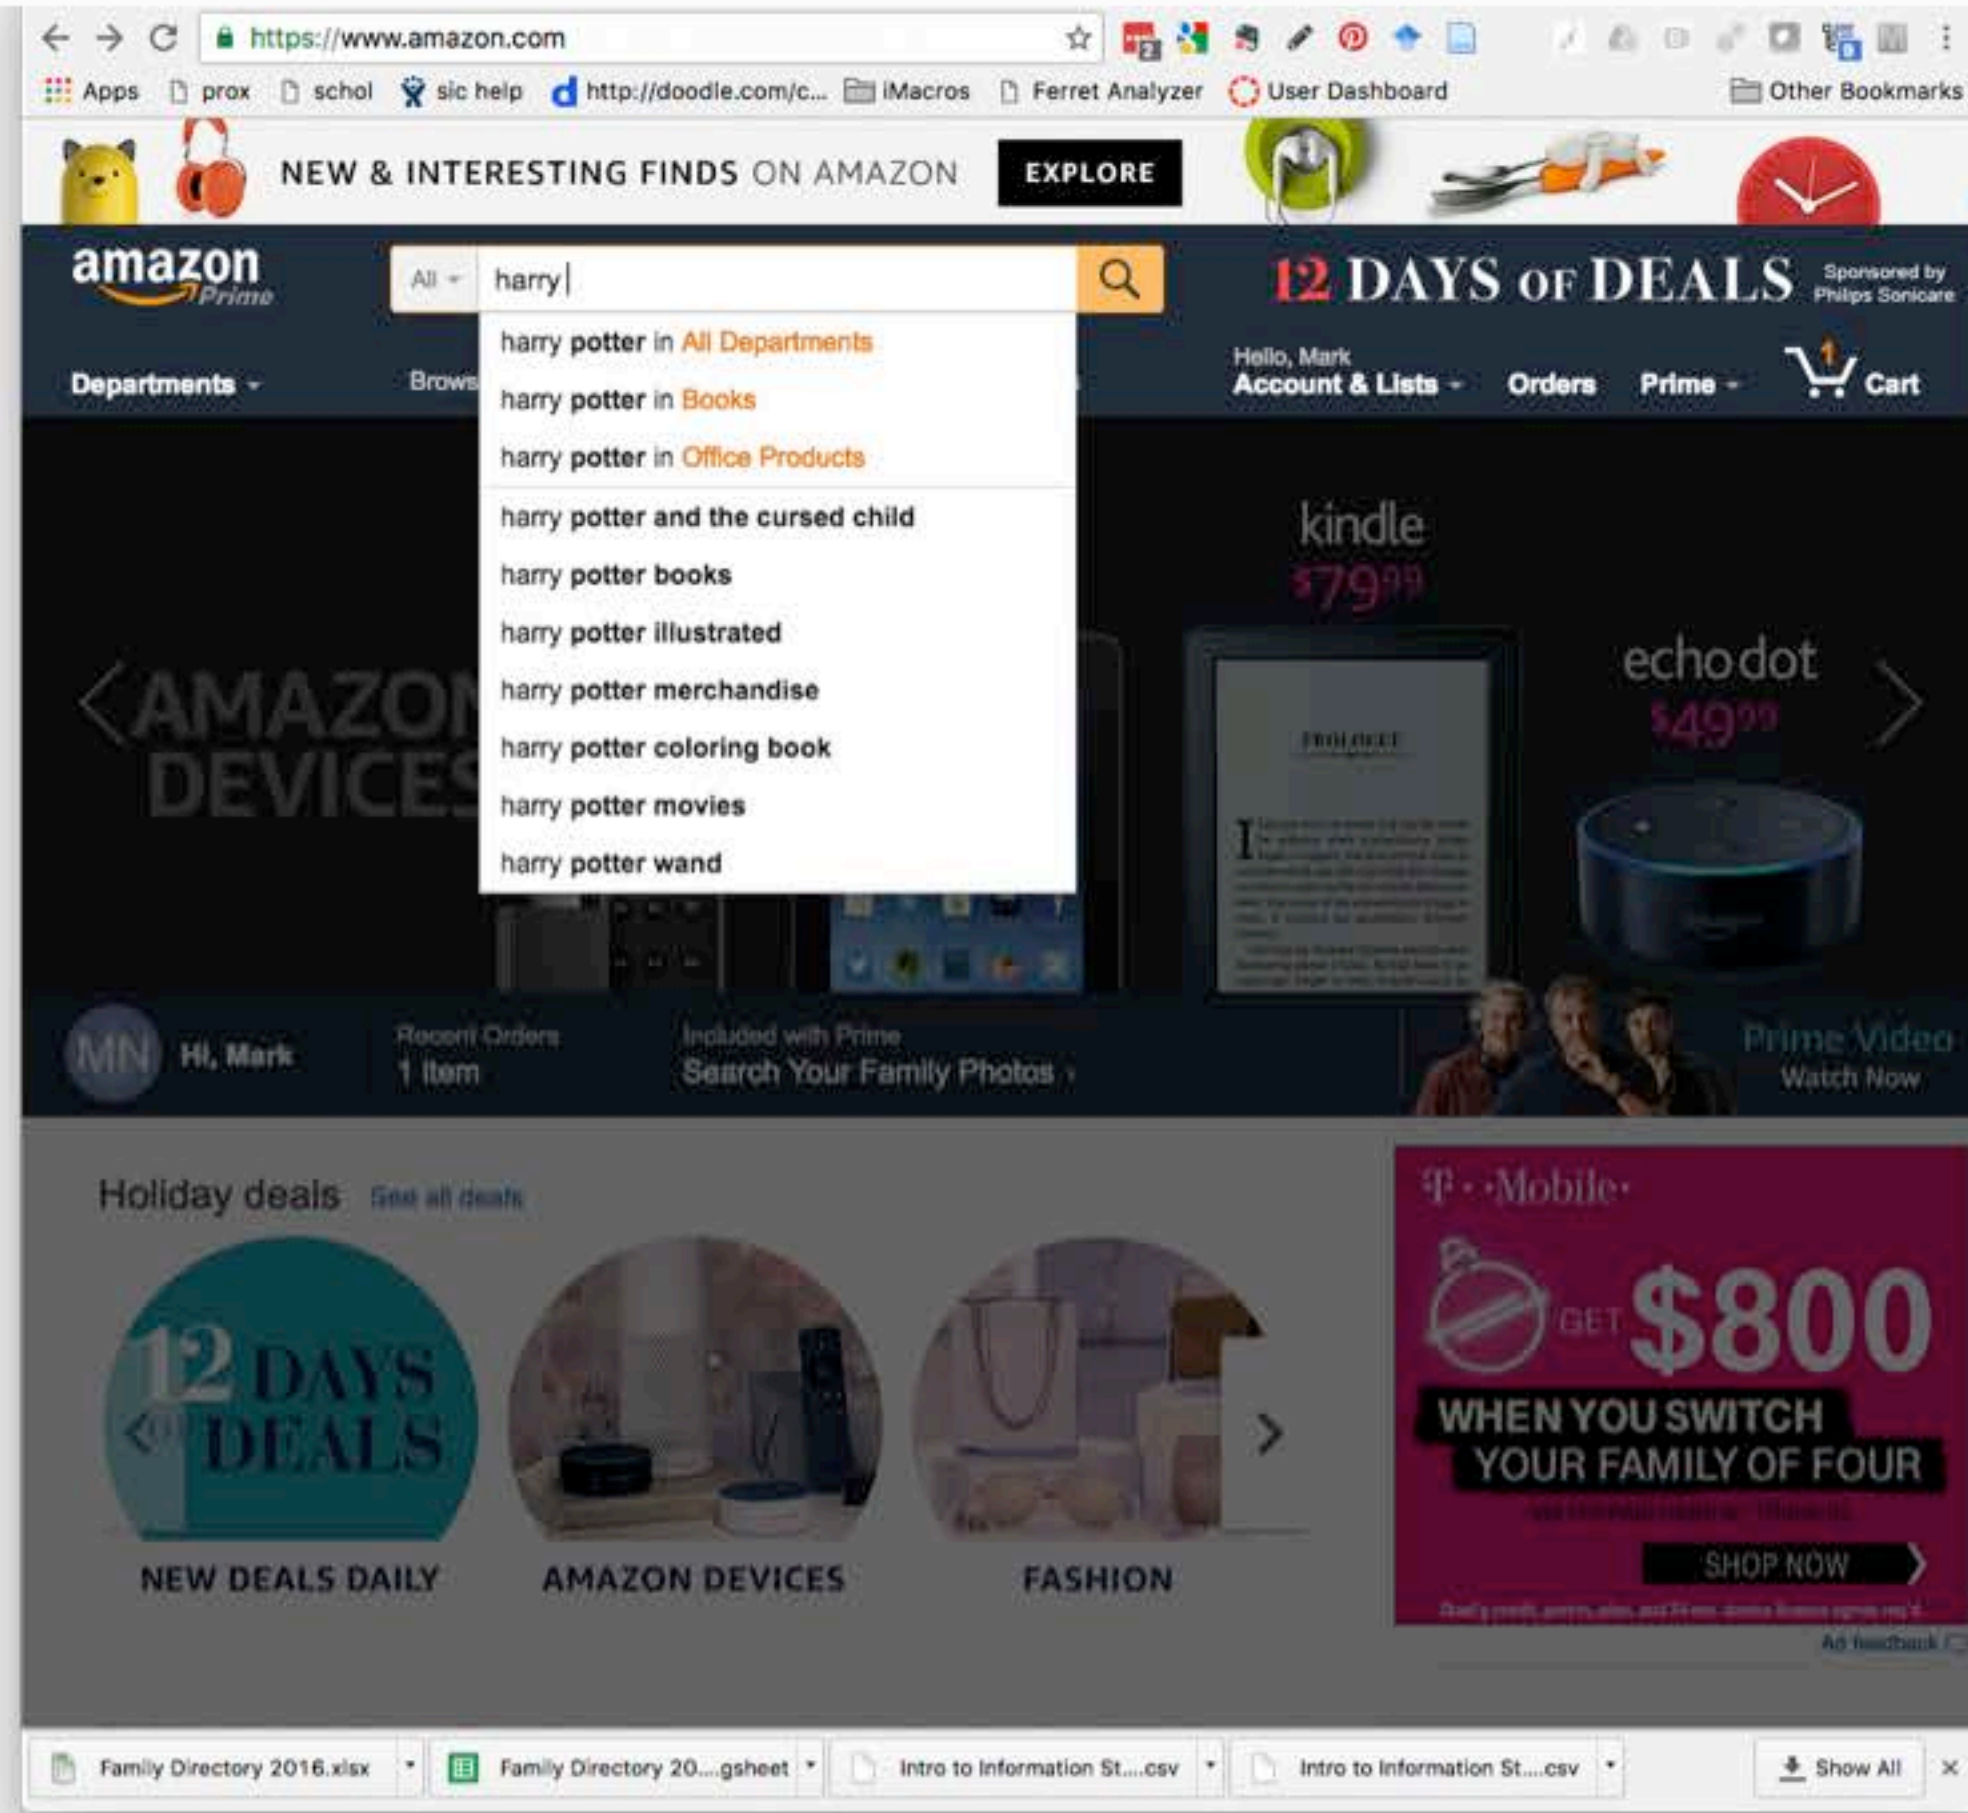 https://www.amazon.com
Apps prox schol sic help http://doodle.com/c... iMacros Ferret Analyzer User Dashboard Other Bookmarks
NEW & INTERESTING FINDS ON AMAZON EXPLORE
amazon Prime
All harry
12 DAYS OF DEALS
Sponsored by
Philips Sonicare
harry potter in All Departments
harry potter in Books
harry potter in Office Products
harry potter and the cursed child
harry potter books
harry potter illustrated
harry potter merchandise
harry potter coloring book
harry potter movies
harry potter wand
Departments
Brows
Hello, Mark
Account & Lists Orders Prime 1 Cart
kindle
$79.99
echo dot
$49.99
AMAZON
DEVICES
PROLOGUE
MN Hi, Mark
Recent Orders
1 Item
Included with Prime
Search Your Family Photos ›
Prime Video
Watch Now
Holiday deals See all deals
12 DAYS
OF DEALS
NEW DEALS DAILY
AMAZON DEVICES
FASHION
T··Mobile·
GET $800
WHEN YOU SWITCH
YOUR FAMILY OF FOUR
SHOP NOW
Ad feedback
Family Directory 2016.xlsx
Family Directory 20....gsheet
Intro to Information St....csv
Intro to Information St....csv
Show All